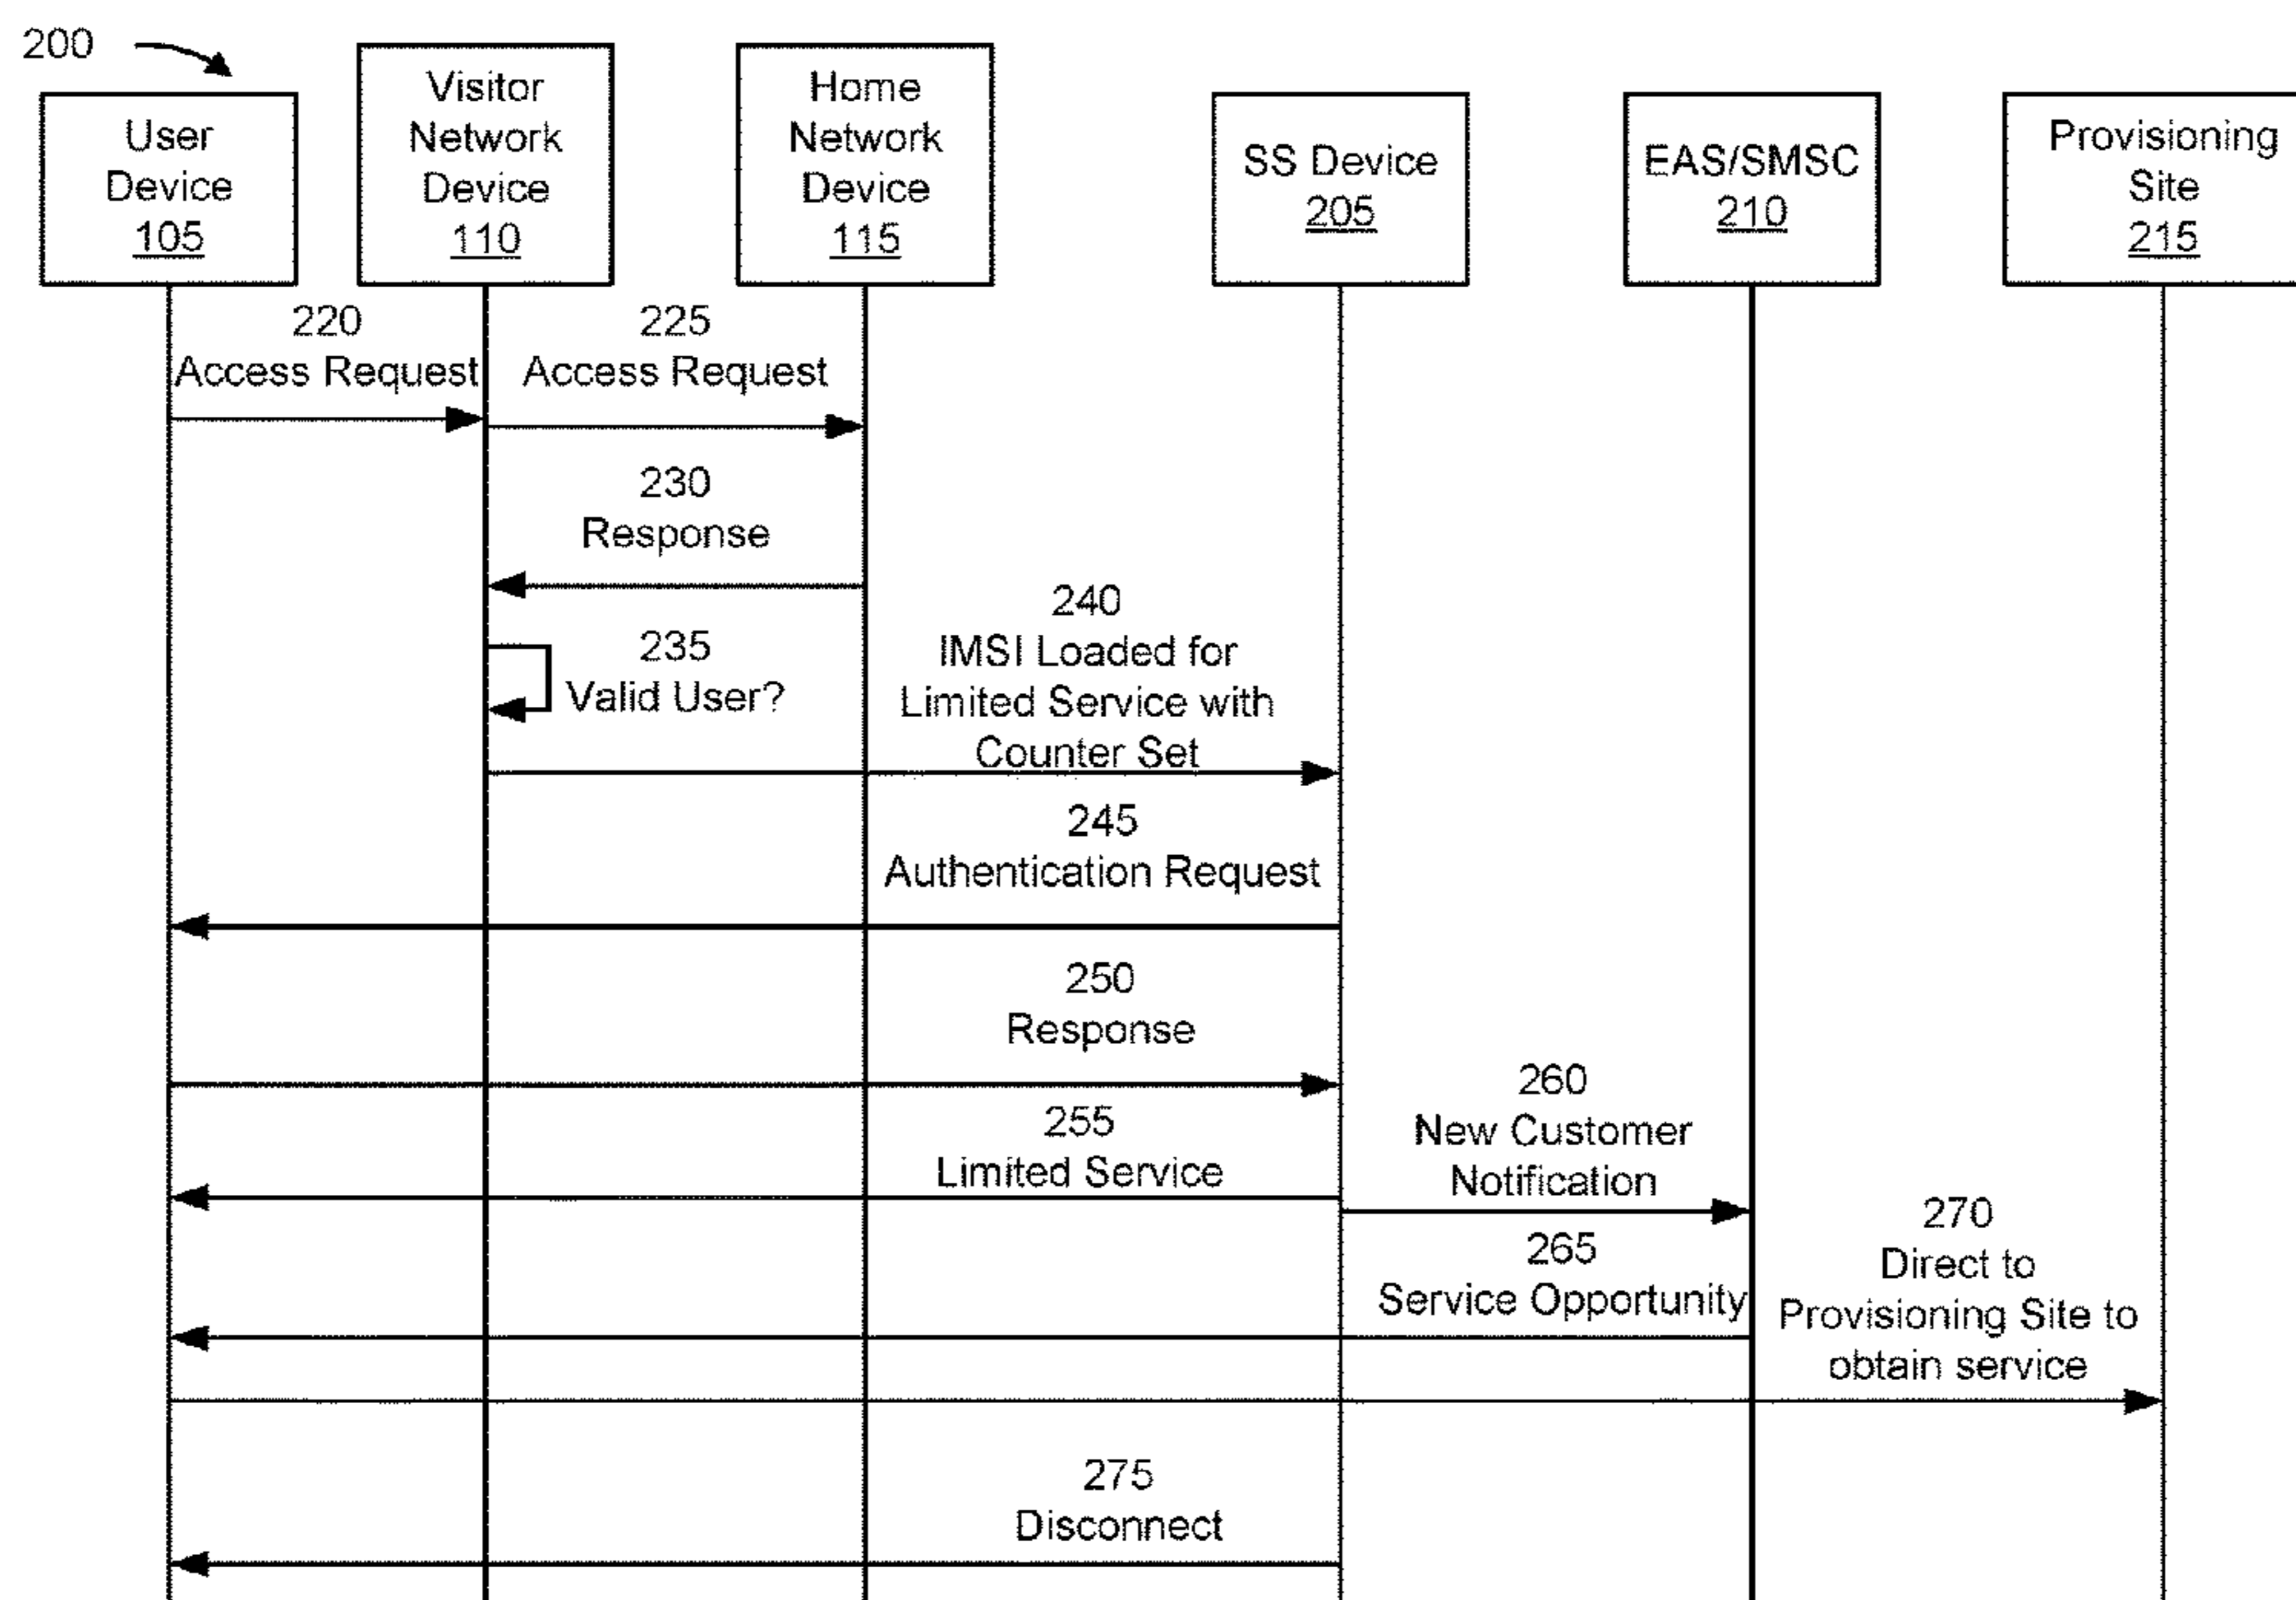 200
User
Device
105
Visitor
Network
Device
110
Home
Network
Device
115
SS Device
205
EAS/SMSC
210
Provisioning
Site
215
220
Access Request
225
Access Request
230
Response
235
Valid User?
240
IMSI Loaded for
Limited Service with
Counter Set
245
Authentication Request
250
Response
255
Limited Service
260
New Customer
Notification
265
Service Opportunity
270
Direct to
Provisioning Site to
obtain service
275
Disconnect